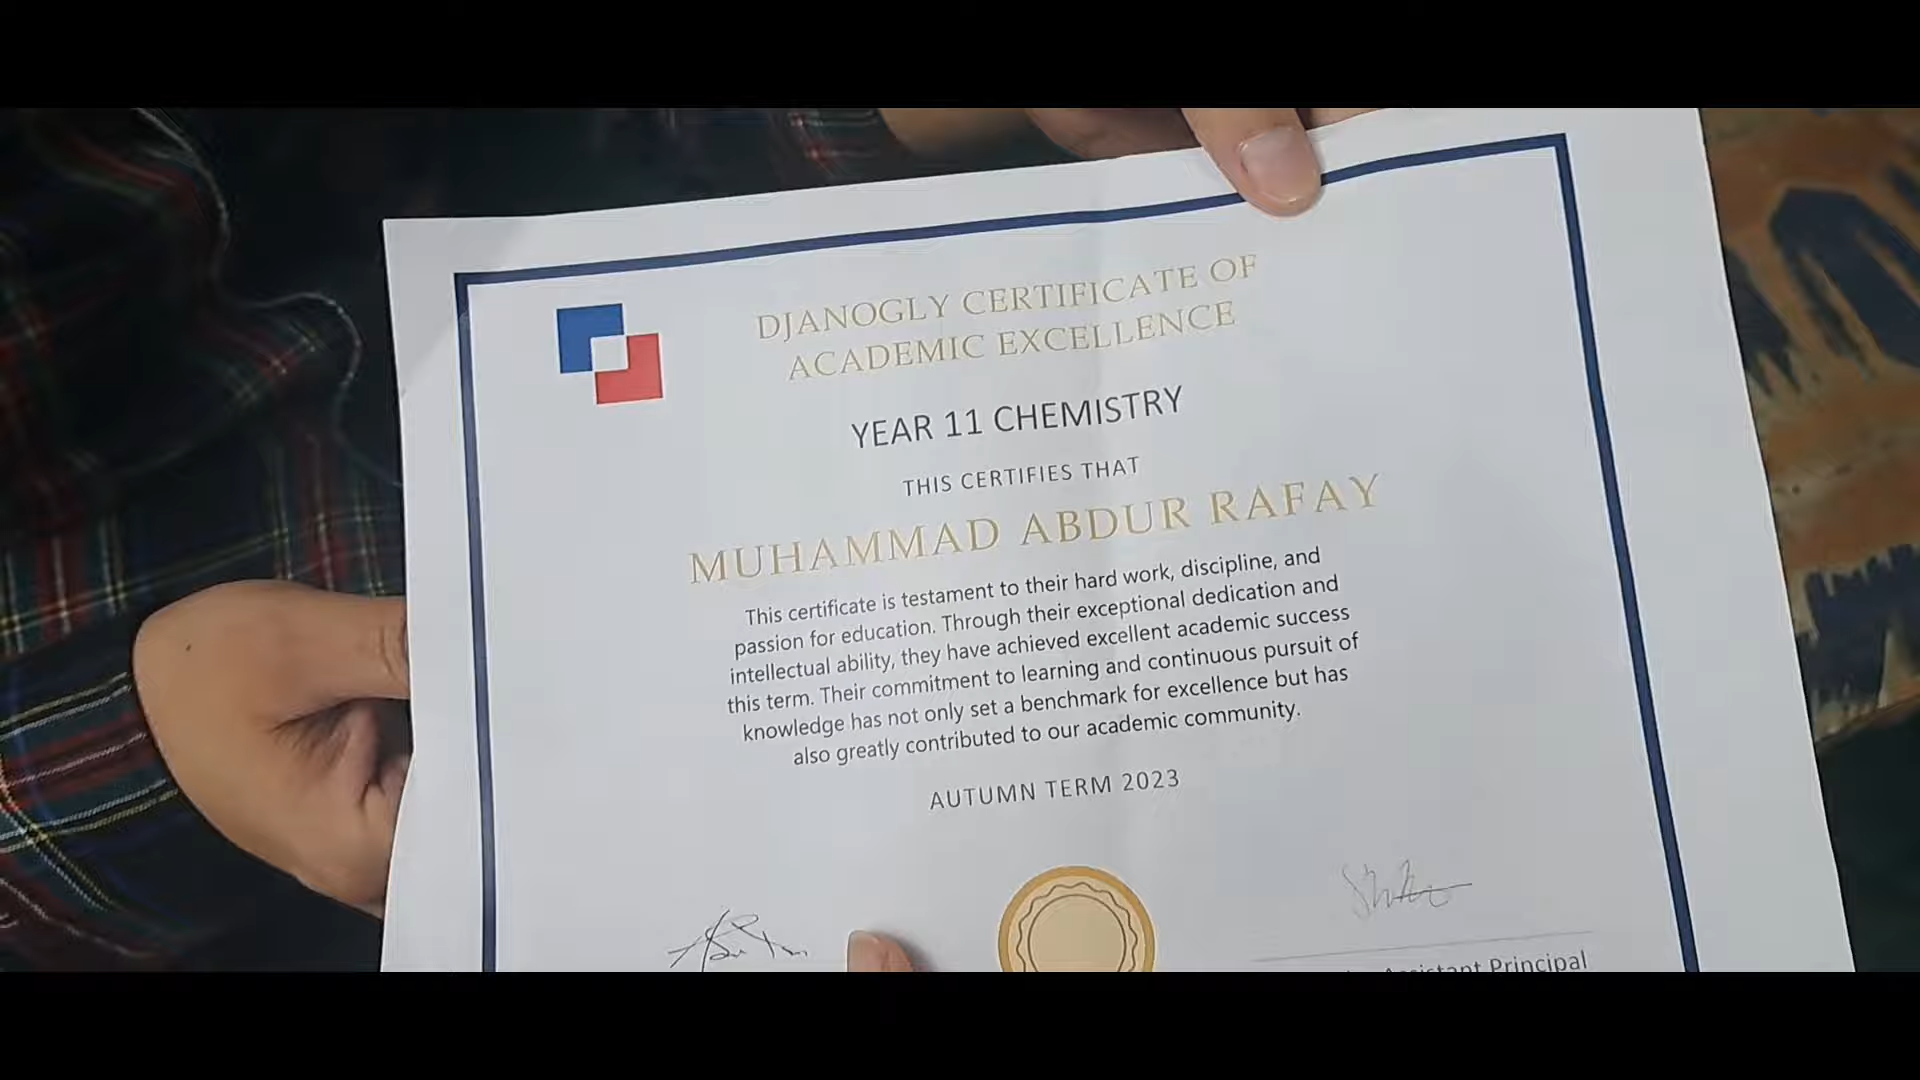 DJANOGLY CERTIFICATE OF
ACADEMIC EXCELLENCE
YEAR 11 CHEMISTRY
THIS CERTIFIES THAT
MUHAMMAD ABDUR RAFAY
This certificate is testament to their hard work, discipline, and
passion for education. Through their exceptional dedication and
intellectual ability, they have achieved excellent academic success
this term. Their commitment to learning and continuous pursuit of
knowledge has not only set a benchmark for excellence but has
also greatly contributed to our academic community.
AUTUMN TERM 2023
Assistant Principal